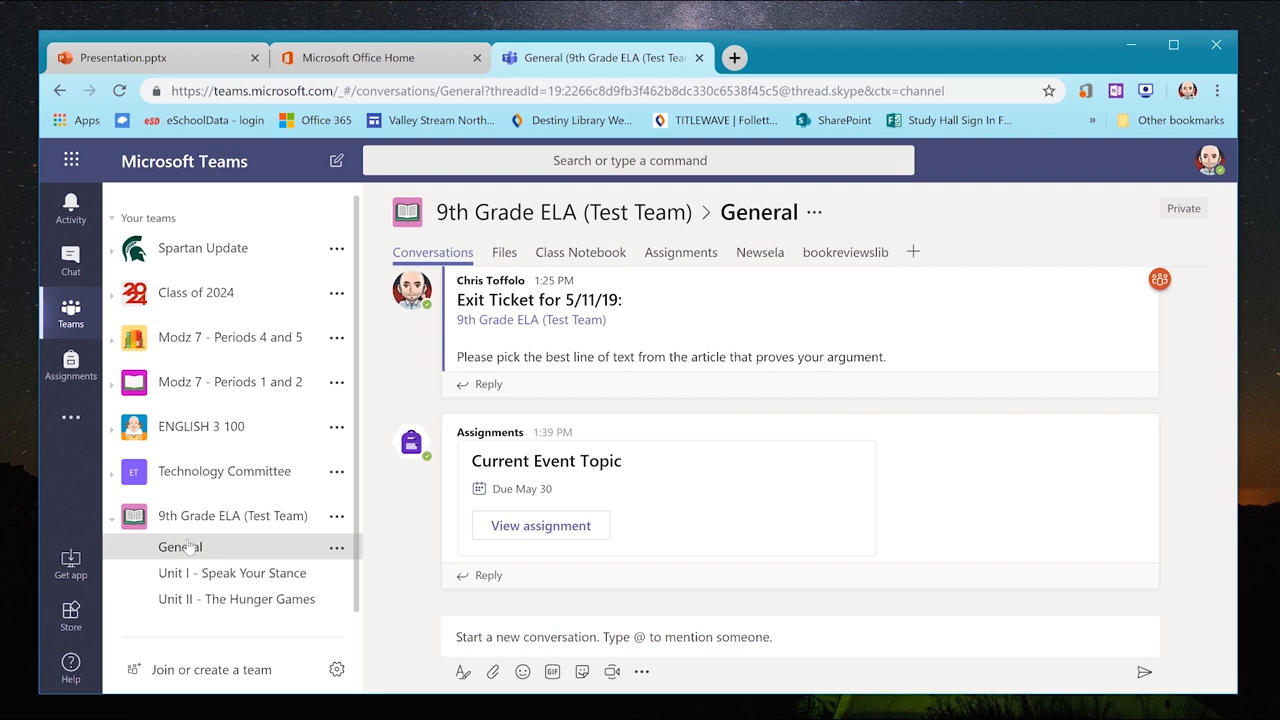 Presentation.pptx
Microsoft Office Home
General (9th Grade ELA (Test Tea
https://teams.microsoft.com/_#/conversations/General?threadId=19:2266c8d9fb3f462b8dc330c6538f45c5@thread.skype&ctx=channel
Apps
esd eSchoolData - login
Office 365
Valley Stream North...
Destiny Library We...
TITLEWAVE | Follett...
SharePoint
Study Hall Sign In F...
»
Other bookmarks
Microsoft Teams
Search or type a command
Activity
Chat
Teams
Assignments
Get app
Store
Help
Your teams
Spartan Update
2024 Class of 2024
Modz 7 - Periods 4 and 5
Modz 7 - Periods 1 and 2
ENGLISH 3 100
ET Technology Committee
9th Grade ELA (Test Team)
General
Unit I - Speak Your Stance
Unit II - The Hunger Games
Join or create a team
9th Grade ELA (Test Team) > General ...
Private
Conversations
Files
Class Notebook
Assignments
Newsela
bookreviewslib
Chris Toffolo 1:25 PM
Exit Ticket for 5/11/19:
9th Grade ELA (Test Team)
Please pick the best line of text from the article that proves your argument.
Reply
Assignments 1:39 PM
Current Event Topic
Due May 30
View assignment
Reply
Start a new conversation. Type @ to mention someone.
GIF